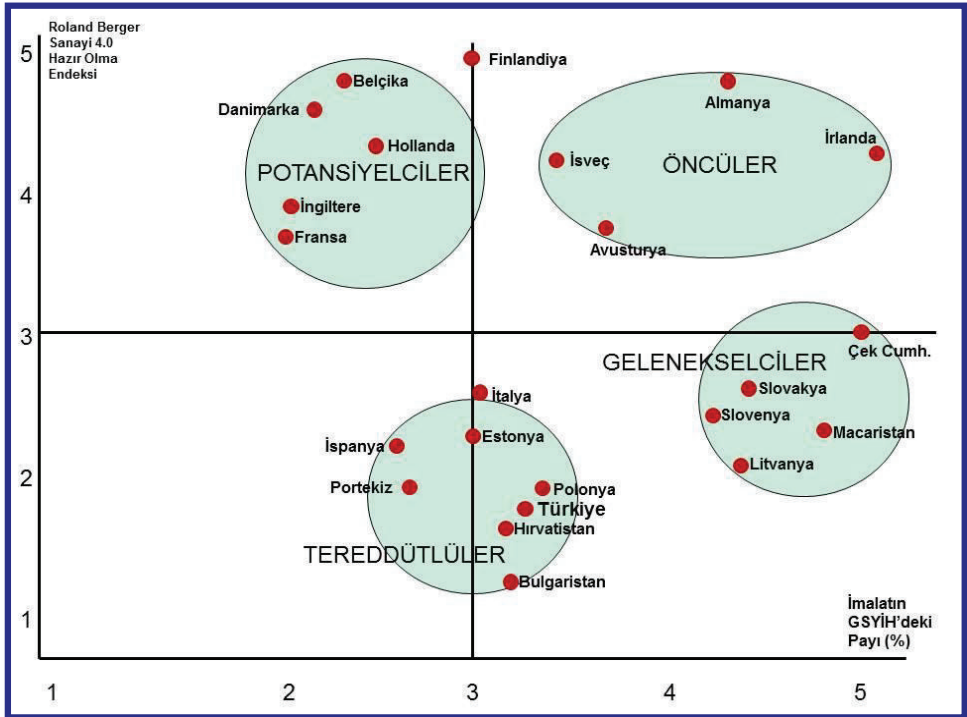 Roland Berger
Sanayi 4.0
Hazır Olma
Endeksi
5
Finlandiya
Belçika
Almanya
Danimarka
Hollanda
İrlanda
İsveç
ÖNCÜLER
POTANSİYELCİLER
4
İngiltere
Fransa
Avusturya
3
Çek Cumh.
GELENEKSELCİLER
Slovakya
İtalya
Slovenya
Macaristan
Estonya
İspanya
Litvanya
2
Portekiz
Polonya
Türkiye
Hırvatistan
TEREDDÜTLÜLER
Bulgaristan
1
İmalatın
GSYİH'deki
Payı (%)
1 2 3 4 5